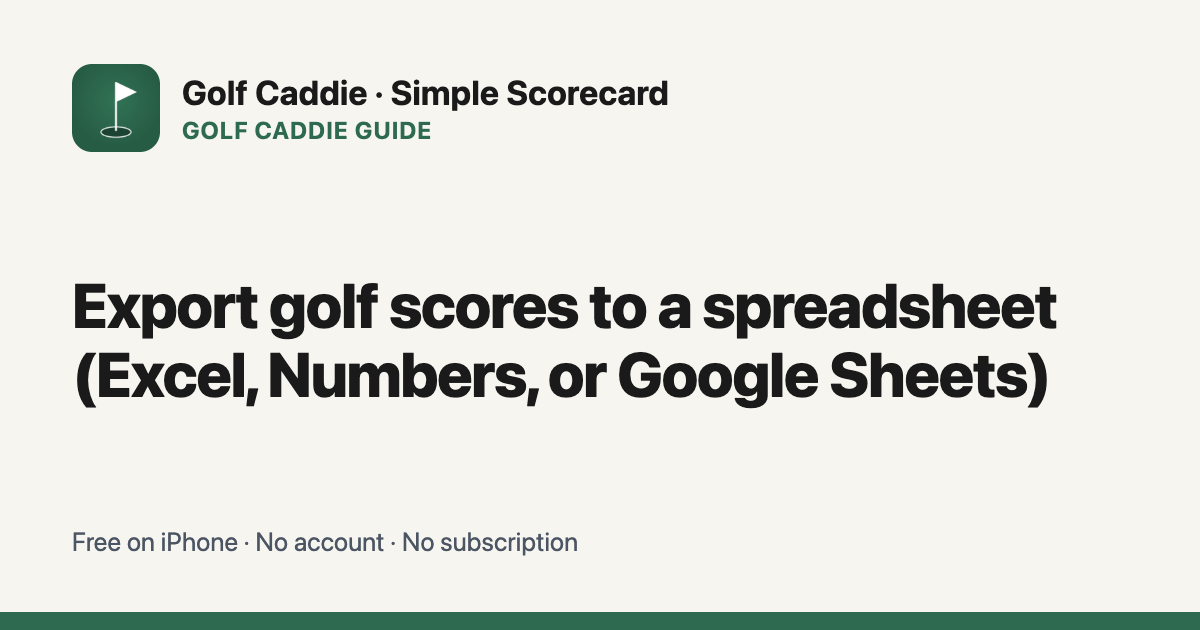 Golf Caddie · Simple Scorecard
GOLF CADDIE GUIDE
Export golf scores to a spreadsheet
(Excel, Numbers, or Google Sheets)
Free on iPhone · No account · No subscription